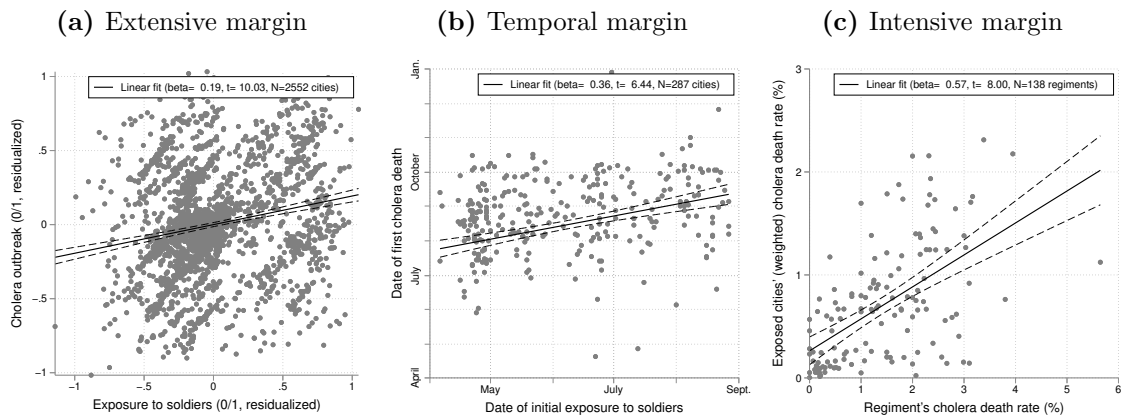 (a) Extensive margin
Linear fit (beta= 0.19, t= 10.03, N=2552 cities)
Cholera outbreak (0/1, residualized)
1
.5
0
-.5
-1
-1
-.5
0
.5
1
Exposure to soldiers (0/1, residualized)
(b) Temporal margin
Linear fit (beta= 0.36, t= 6.44, N=287 cities)
Date of first cholera death
Jan.
October
July
April
May
July
Sept.
Date of initial exposure to soldiers
(c) Intensive margin
Linear fit (beta= 0.57, t= 8.00, N=138 regiments)
Exposed cities' (weighted) cholera death rate (%)
3
2
1
0
0
1
2
3
4
5
6
Regiment's cholera death rate (%)